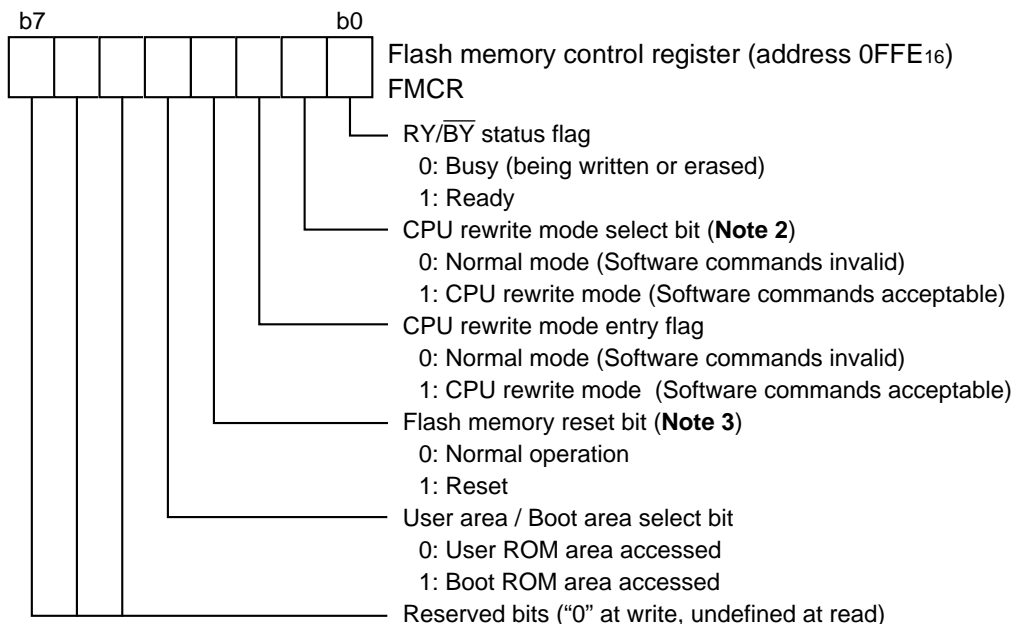 b7 b0
Flash memory control register (address 0FFE16)
FMCR
RY/BY status flag
0: Busy (being written or erased)
1: Ready
CPU rewrite mode select bit (Note 2)
0: Normal mode (Software commands invalid)
1: CPU rewrite mode (Software commands acceptable)
CPU rewrite mode entry flag
0: Normal mode (Software commands invalid)
1: CPU rewrite mode (Software commands acceptable)
Flash memory reset bit (Note 3)
0: Normal operation
1: Reset
User area / Boot area select bit
0: User ROM area accessed
1: Boot ROM area accessed
Reserved bits (“0” at write, undefined at read)